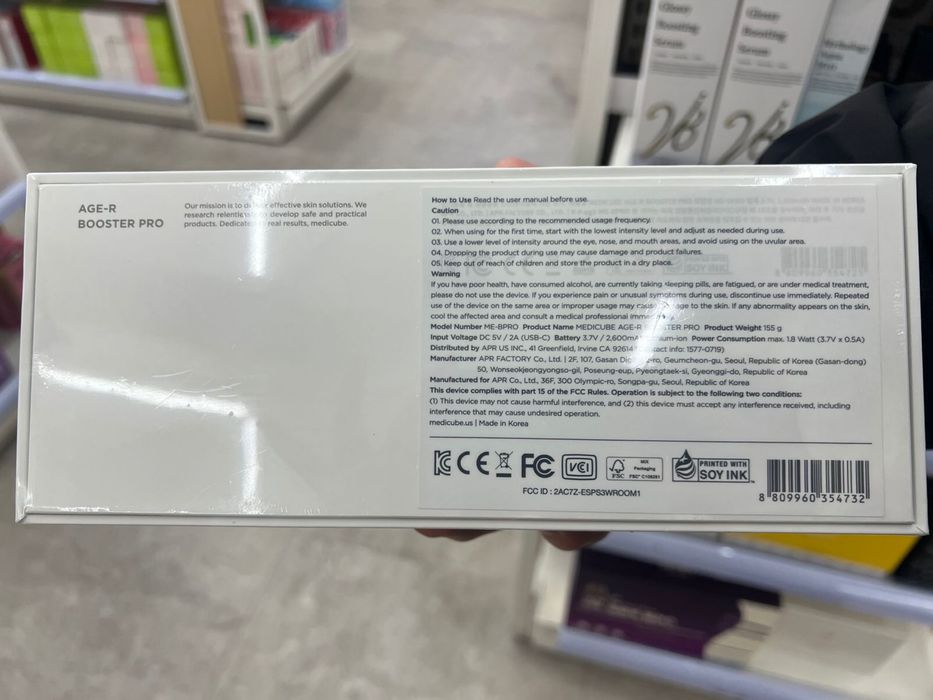 Glossy
Boosting
Serum
Glossy
Boosting
Serum
AGE-R
BOOSTER PRO
Our mission is to deliver effective skin solutions. We
research relentlessly to develop safe and practical
products. Dedicated to real results, medicube.
How to Use Read the user manual before use.
Caution
01. Please use according to the recommended usage frequency.
02. When using for the first time, start with the lowest intensity level and adjust as needed during use.
03. Use a lower level of intensity around the eye, nose, and mouth areas, and avoid using on the uvular area.
04. Dropping the product during use may cause damage and product failures.
05. Keep out of reach of children and store the product in a dry place.
Warning
If you have poor health, have consumed alcohol, are currently taking sleeping pills, are fatigued, or are under medical treatment,
please do not use the device. If you experience pain or unusual symptoms during use, discontinue use immediately. Repeated
use of the device on the same area or improper usage may cause damage to the skin. If any abnormality appears on the skin,
cool the affected area and consult a medical professional immediately.
Model Number ME-BPRO Product Name MEDICUBE AGE-R BOOSTER PRO Product Weight 155 g
Input Voltage DC 5V / 2A (USB-C) Battery 3.7V / 2,600mAh Lithium-ion Power Consumption max. 1.8 Watt (3.7V x 0.5A)
Distributed by APR US INC., 41 Greenfield, Irvine CA 92614 (Contact info: 1577-0719)
Manufacturer APR FACTORY Co., Ltd. | 2F, 107, Gasan Digital 2-ro, Geumcheon-gu, Seoul, Republic of Korea (Gasan-dong)
50, Wonseokjeongyongso-gil, Poseung-eup, Pyeongtaek-si, Gyeonggi-do, Republic of Korea
Manufactured for APR Co., Ltd., 36F, 300 Olympic-ro, Songpa-gu, Seoul, Republic of Korea
This device complies with part 15 of the FCC Rules. Operation is subject to the following two conditions:
(1) This device may not cause harmful interference, and (2) this device must accept any interference received, including
interference that may cause undesired operation.
medicube.us | Made in Korea
CE FC VCI FSC MIX Packaging FSC® C108281 PRINTED WITH SOY INK™
FCC ID : 2AC7Z-ESPS3WROOM1
8 809960 354732